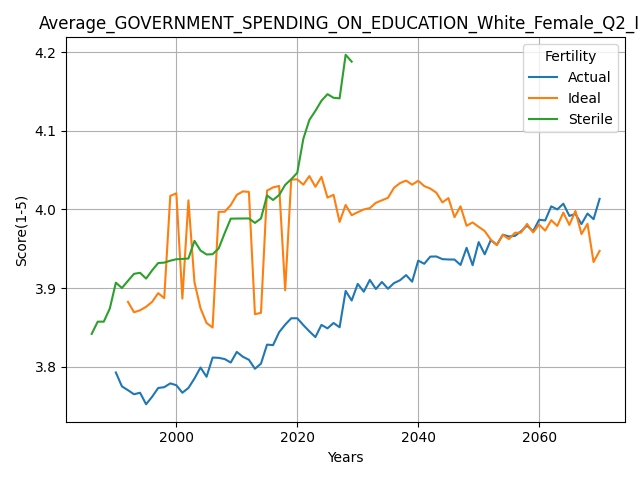 Average_GOVERNMENT_SPENDING_ON_EDUCATION_White_Female_Q2_I
Fertility
Actual
Ideal
Sterile
Score(1-5)
4.2
4.1
4.0
3.9
3.8
2000 2020 2040 2060
Years